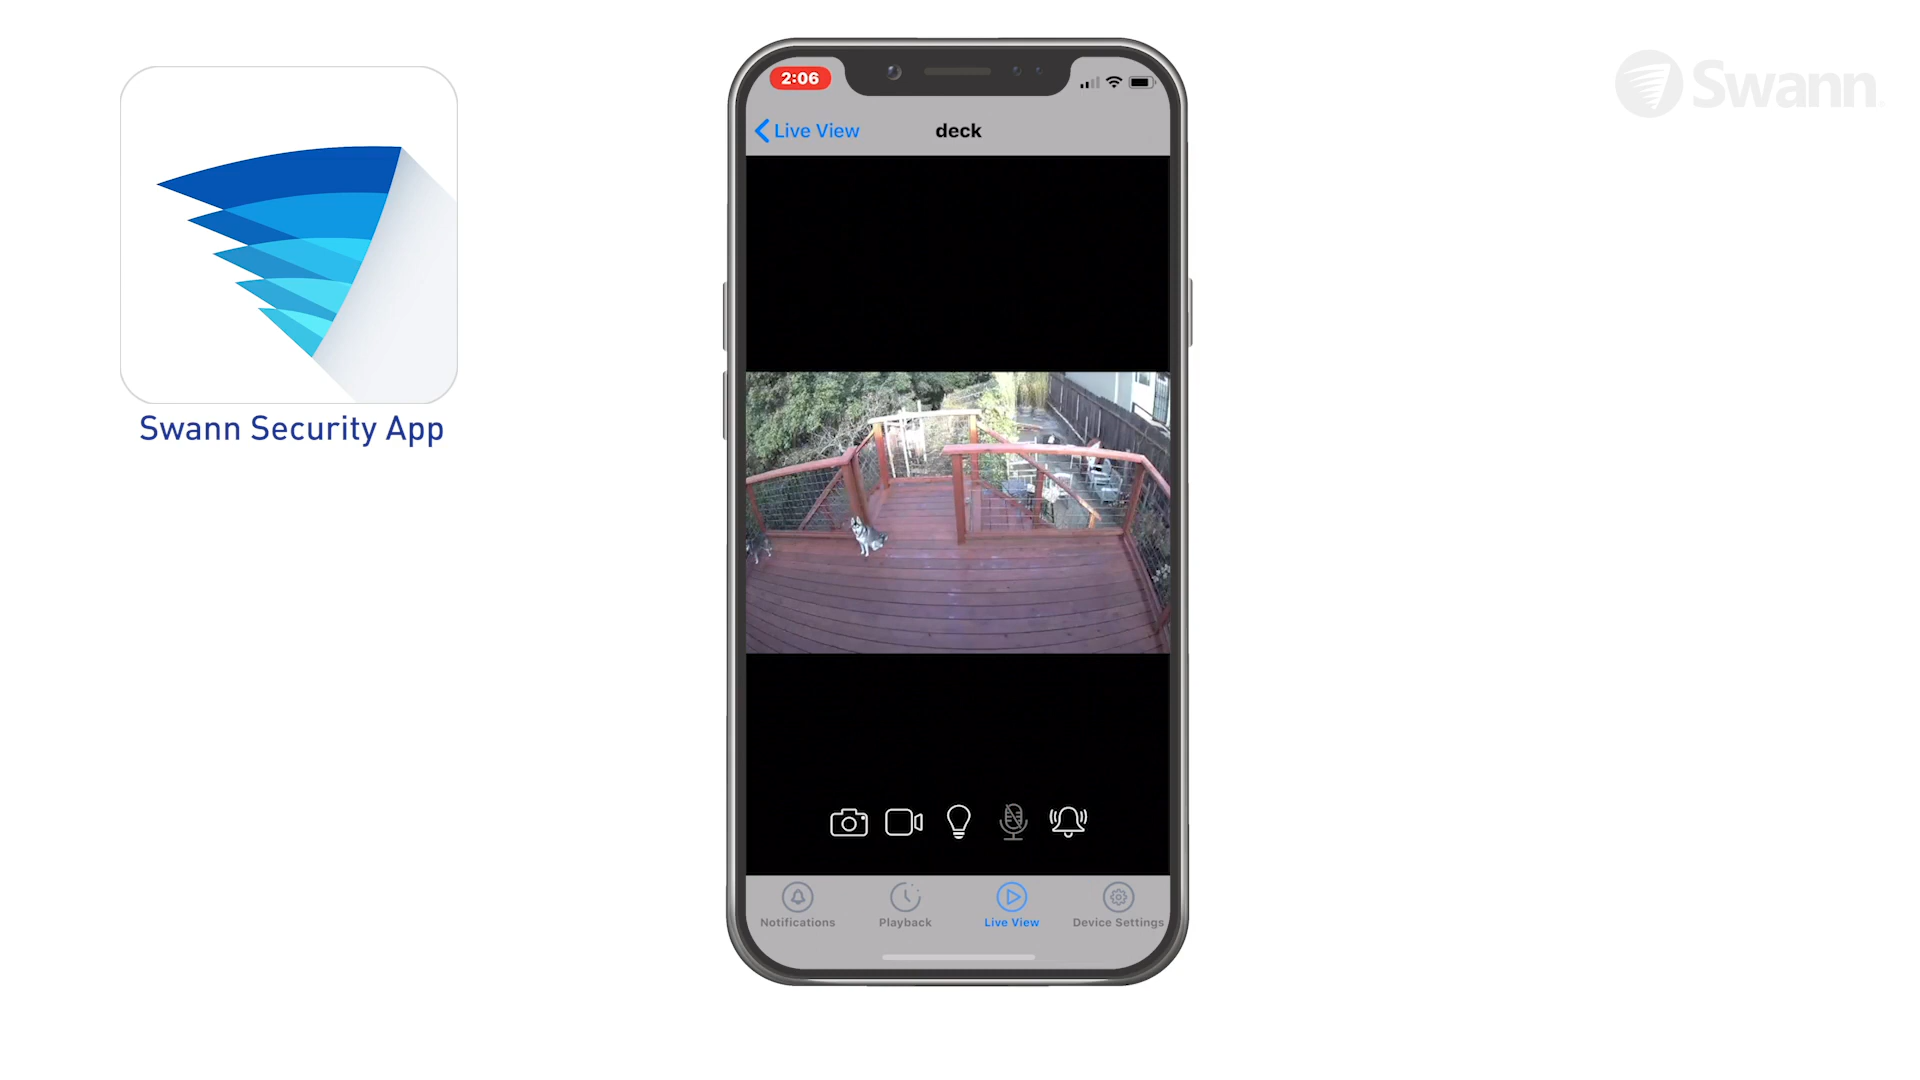 Swann Security App
2:06
Live View
deck
Notifications
Playback
Live View
Device Settings
Swann